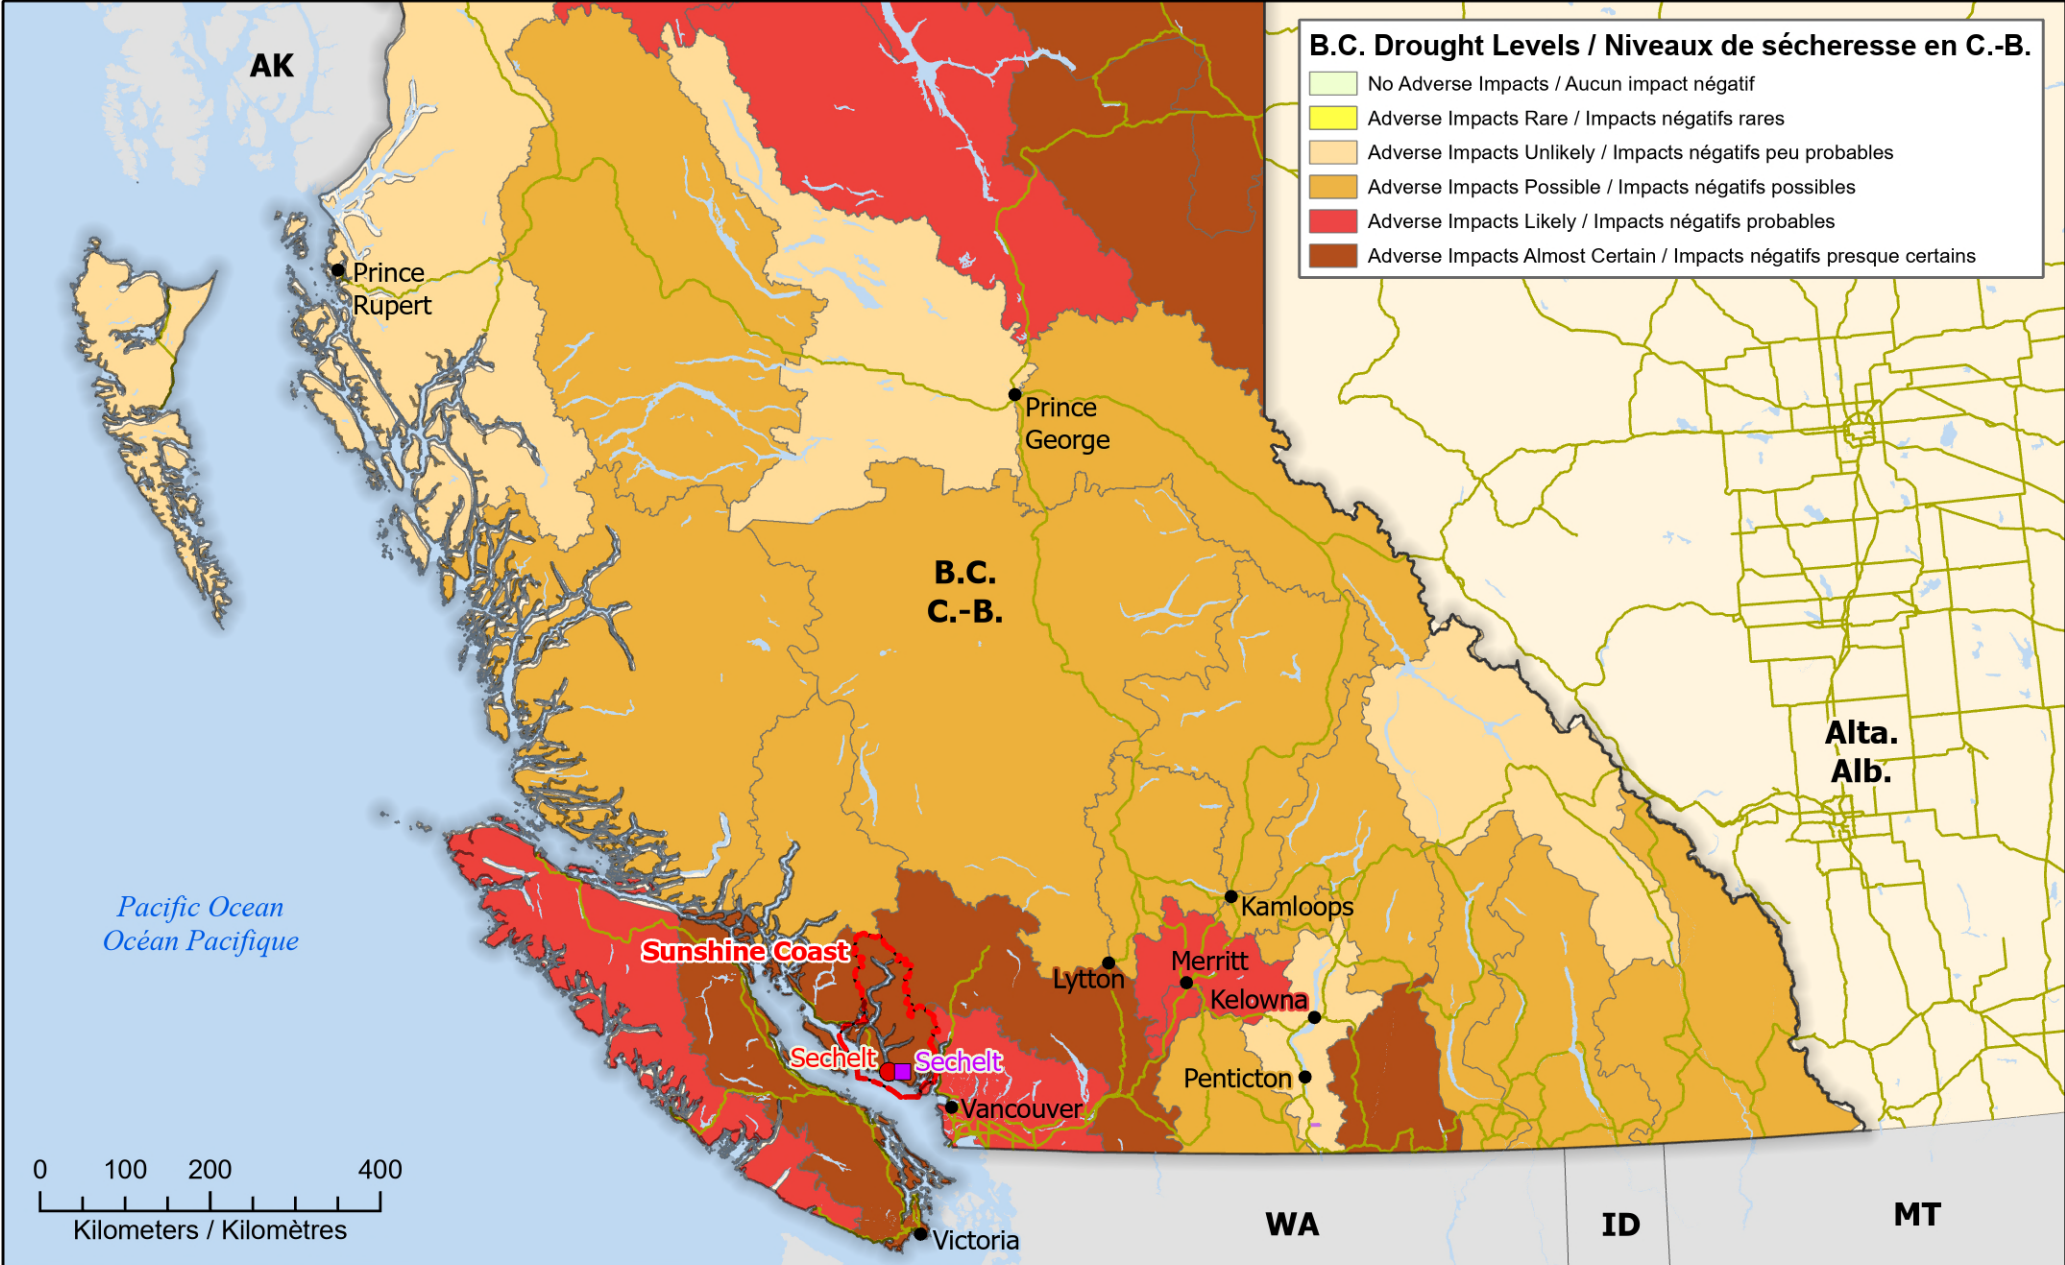 AK
B.C. Drought Levels / Niveaux de sécheresse en C.-B.
No Adverse Impacts / Aucun impact négatif
Adverse Impacts Rare / Impacts négatifs rares
Adverse Impacts Unlikely / Impacts négatifs peu probables
Adverse Impacts Possible / Impacts négatifs possibles
Adverse Impacts Likely / Impacts négatifs probables
Adverse Impacts Almost Certain / Impacts négatifs presque certains
Prince
Rupert
Prince
George
B.C.
C.-B.
Alta.
Alb.
Pacific Ocean
Océan Pacifique
Kamloops
Sunshine Coast
Merritt
Lytton
Kelowna
Sechelt
Sechelt
Penticton
Vancouver
0 100 200 400
Kilometers / Kilomètres
Victoria
WA
ID
MT